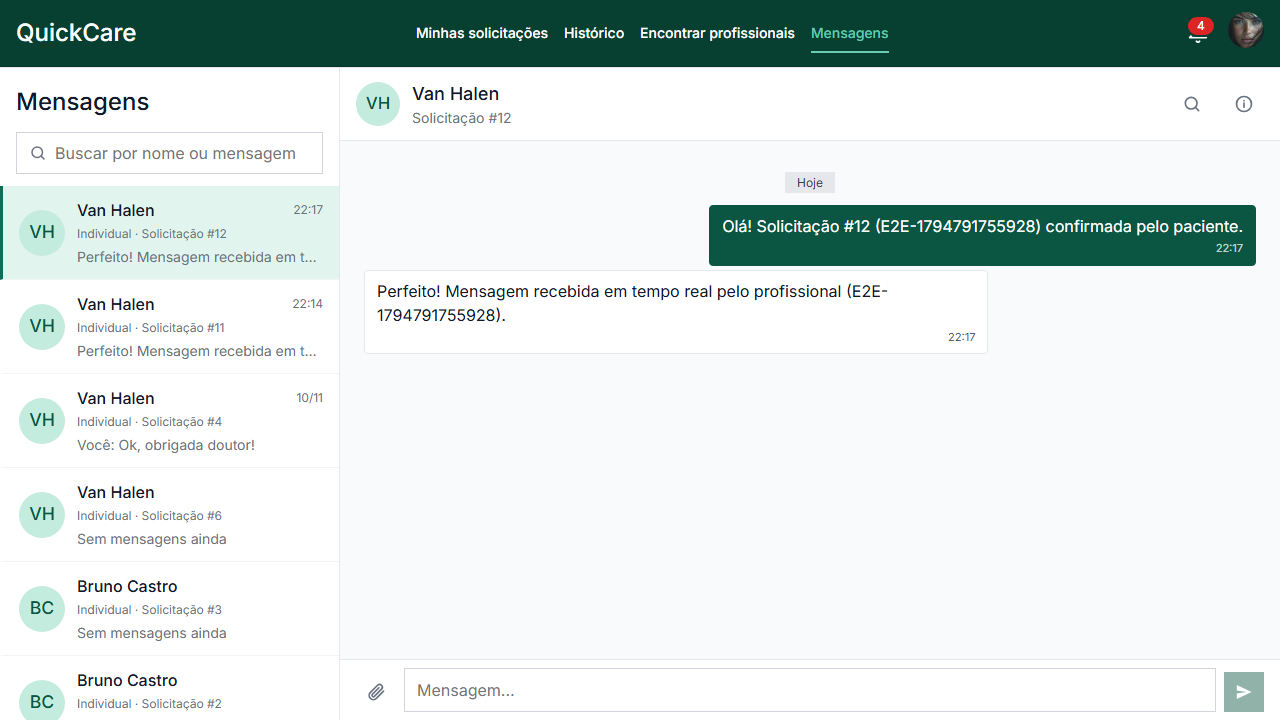 QuickCare
Minhas solicitações
Histórico
Encontrar profissionais
Mensagens
4
Mensagens
Buscar por nome ou mensagem
VH
Van Halen
22:17
Individual · Solicitação #12
Perfeito! Mensagem recebida em t...
VH
Van Halen
22:14
Individual · Solicitação #11
Perfeito! Mensagem recebida em t...
VH
Van Halen
10/11
Individual · Solicitação #4
Você: Ok, obrigada doutor!
VH
Van Halen
Individual · Solicitação #6
Sem mensagens ainda
BC
Bruno Castro
Individual · Solicitação #3
Sem mensagens ainda
BC
Bruno Castro
Individual · Solicitação #2
VH
Van Halen
Solicitação #12
Hoje
Olá! Solicitação #12 (E2E-1794791755928) confirmada pelo paciente.
22:17
Perfeito! Mensagem recebida em tempo real pelo profissional (E2E-
1794791755928).
22:17
Mensagem...